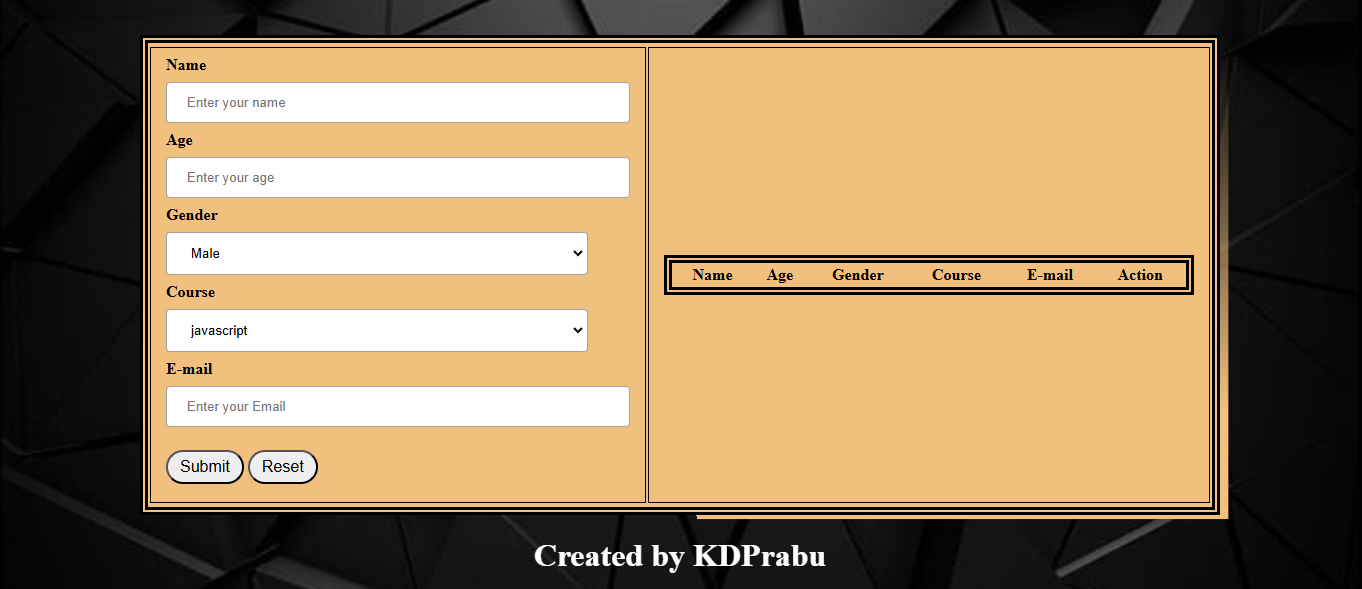 Name
Enter your name
Age
Enter your age
Gender
Male
Course
javascript
E-mail
Enter your Email
Submit Reset
Name Age Gender Course E-mail Action
Created by KDPrabu